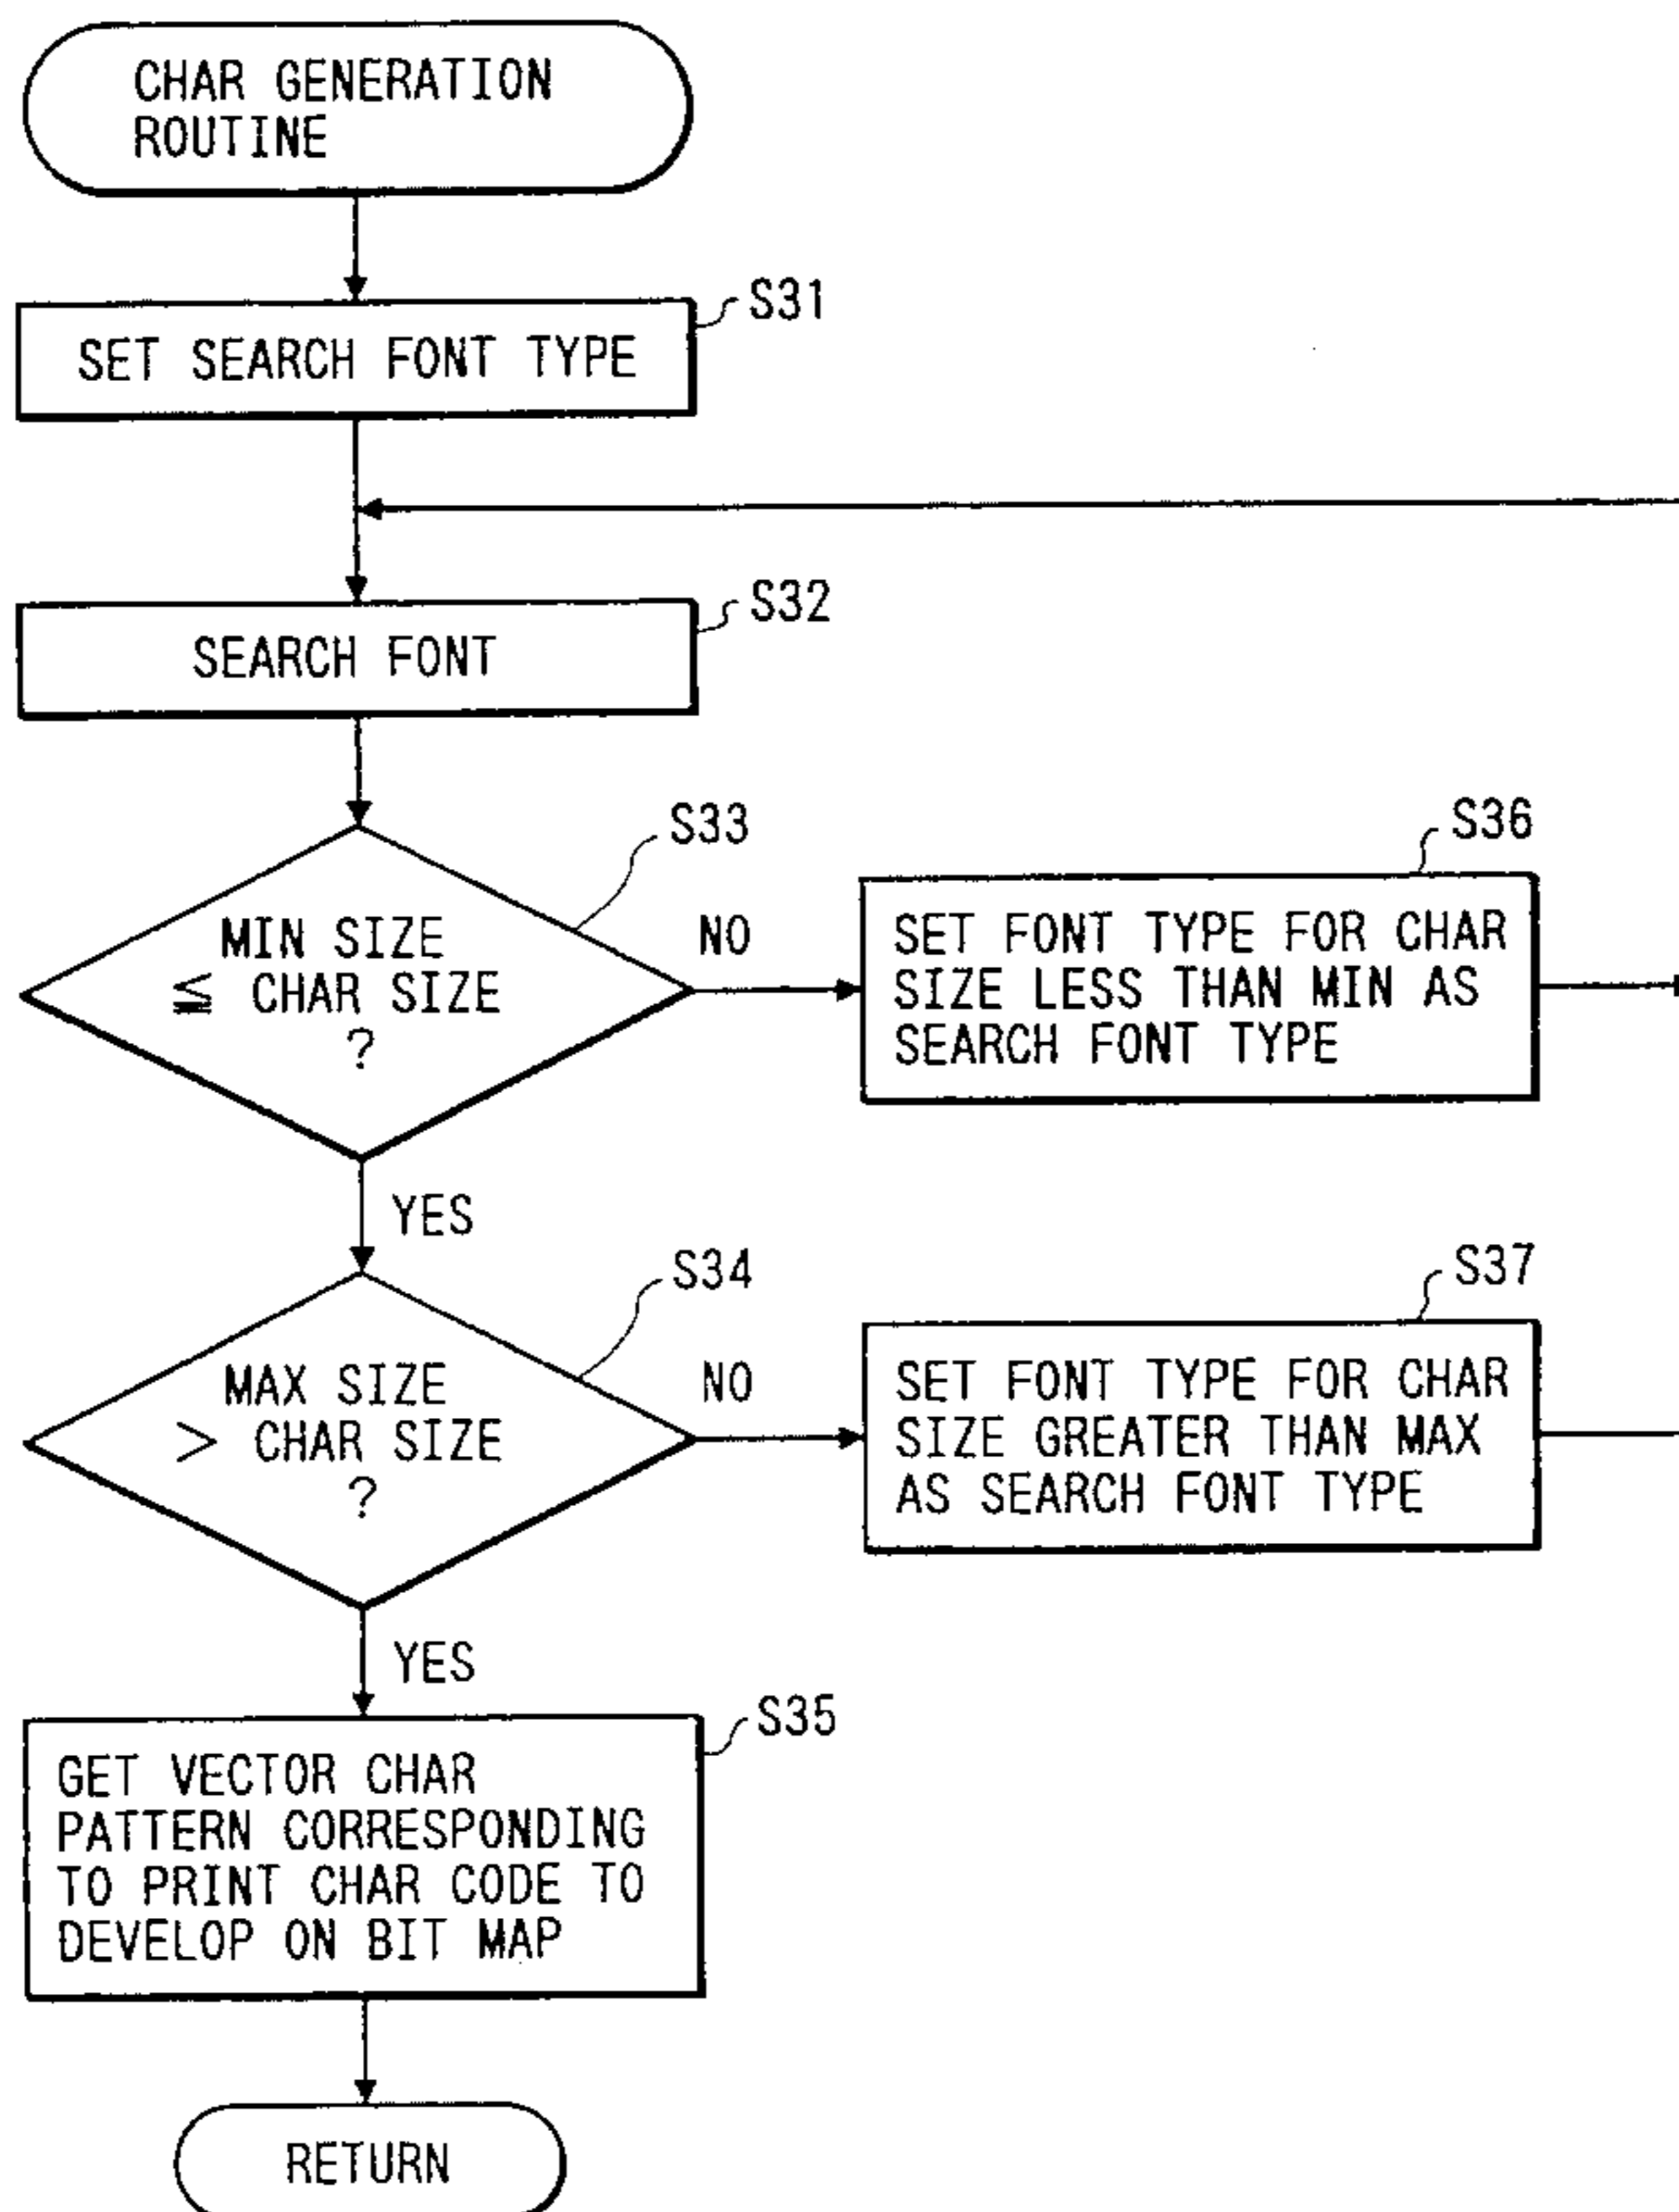 CHAR GENERATION
ROUTINE
S31
SET SEARCH FONT TYPE
S32
SEARCH FONT
S33
MIN SIZE
≦ CHAR SIZE
?
NO
S36
SET FONT TYPE FOR CHAR
SIZE LESS THAN MIN AS
SEARCH FONT TYPE
YES
S34
MAX SIZE
> CHAR SIZE
?
NO
S37
SET FONT TYPE FOR CHAR
SIZE GREATER THAN MAX
AS SEARCH FONT TYPE
YES
S35
GET VECTOR CHAR
PATTERN CORRESPONDING
TO PRINT CHAR CODE TO
DEVELOP ON BIT MAP
RETURN